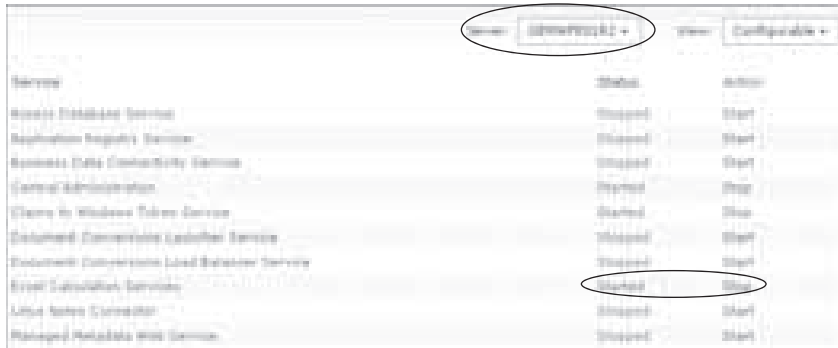 Server: View: Configurable
Service Status Action
Access Database Service Stopped Start
Application Registry Service Stopped Start
Business Data Connectivity Service Stopped Start
Central Administration Started Stop
Claims to Windows Token Service Started Stop
Document Conversions Launcher Service Stopped Start
Document Conversions Load Balancer Service Stopped Start
Excel Calculation Services Started Stop
Lotus Notes Connector Stopped Start
Managed Metadata Web Service Stopped Start